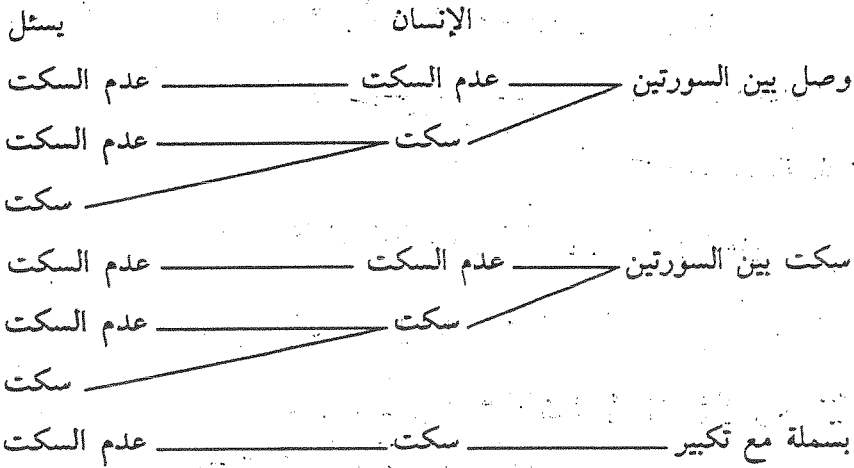 الإنسان يسئل
وصل بين السورتين عدم السكت عدم السكت
سكت عدم السكت
سكت
سكت بين السورتين عدم السكت عدم السكت
سكت عدم السكت
سكت
بسملة مع تكبير سكت عدم السكت